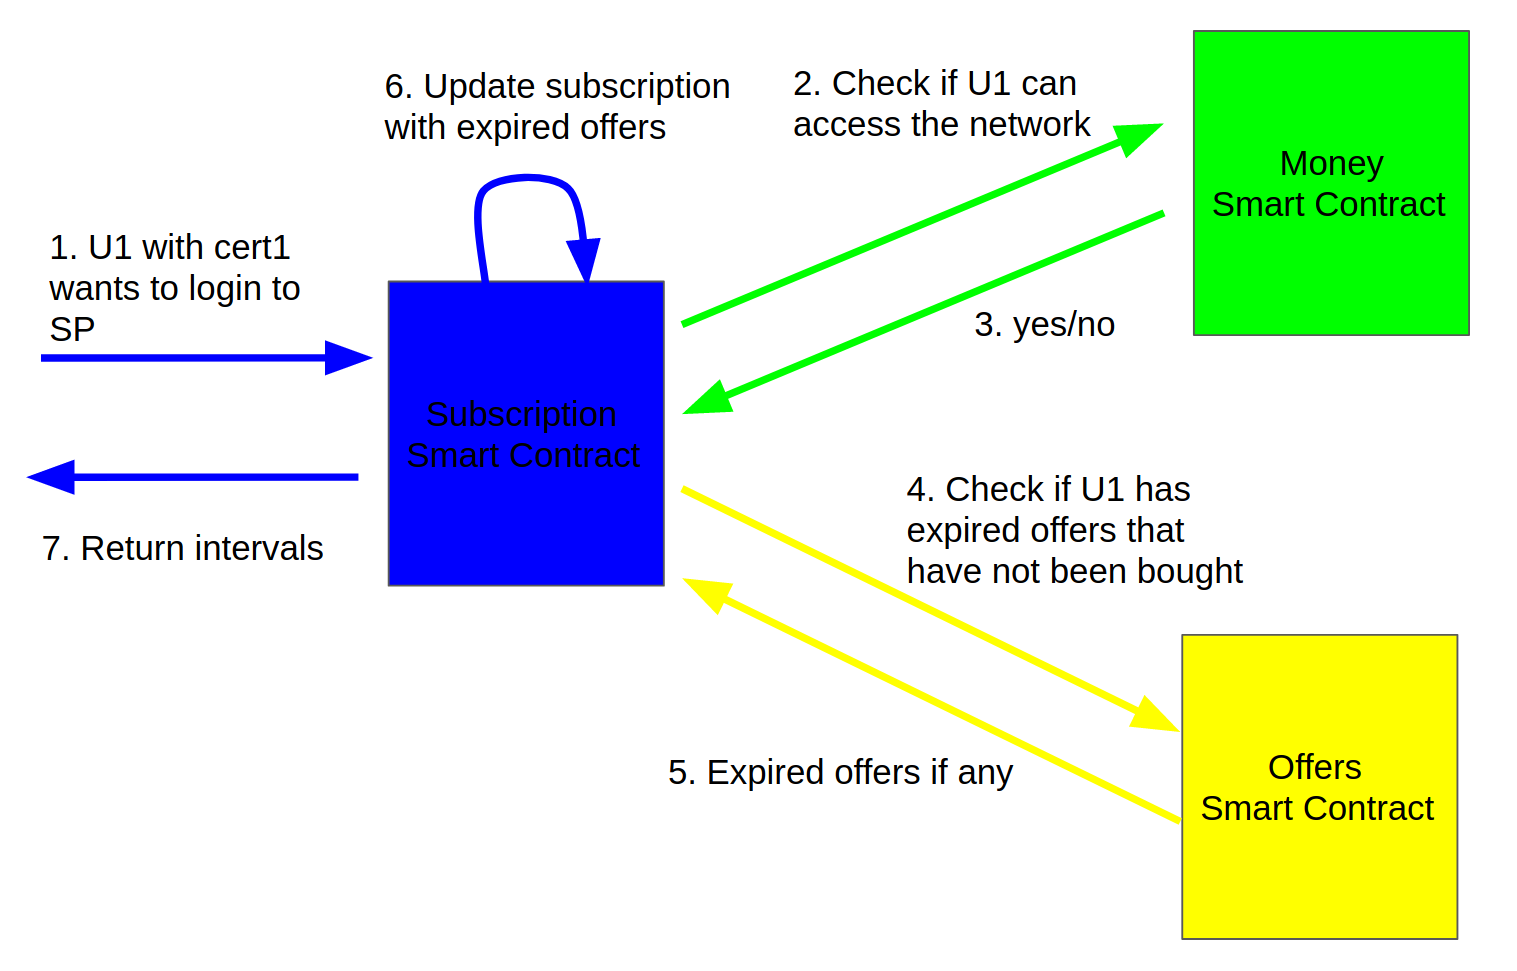 6. Update subscription
with expired offers
2. Check if U1 can
access the network
Money
Smart Contract
1. U1 with cert1
wants to login to
SP
3. yes/no
Subscription
Smart Contract
4. Check if U1 has
expired offers that
have not been bought
7. Return intervals
5. Expired offers if any
Offers
Smart Contract